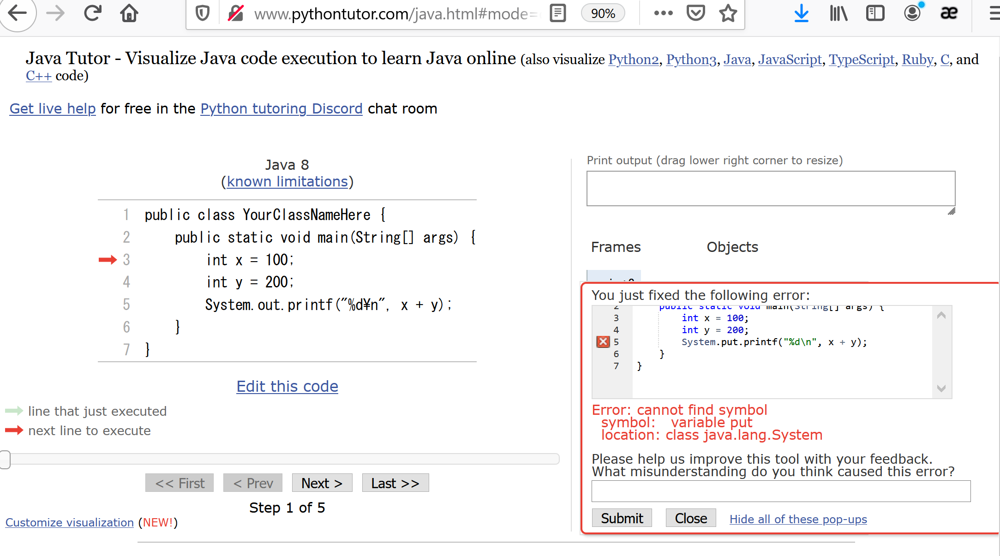 www.pythontutor.com/java.html#mode=
90%
Java Tutor - Visualize Java code execution to learn Java online (also visualize Python2, Python3, Java, JavaScript, TypeScript, Ruby, C, and
C++ code)
Get live help for free in the Python tutoring Discord chat room
Java 8
(known limitations)
1 public class YourClassNameHere {
2     public static void main(String[] args) {
3         int x = 100;
4         int y = 200;
5         System.out.printf("%d¥n", x + y);
6     }
7 }
Edit this code
line that just executed
next line to execute
<< First
< Prev
Next >
Last >>
Step 1 of 5
Customize visualization (NEW!)
Print output (drag lower right corner to resize)
Frames
Objects
You just fixed the following error:
2     public static void main(String[] args) {
3         int x = 100;
4         int y = 200;
5         System.put.printf("%d\n", x + y);
6     }
7 }
Error: cannot find symbol
symbol:   variable put
location: class java.lang.System
Please help us improve this tool with your feedback.
What misunderstanding do you think caused this error?
Submit
Close
Hide all of these pop-ups